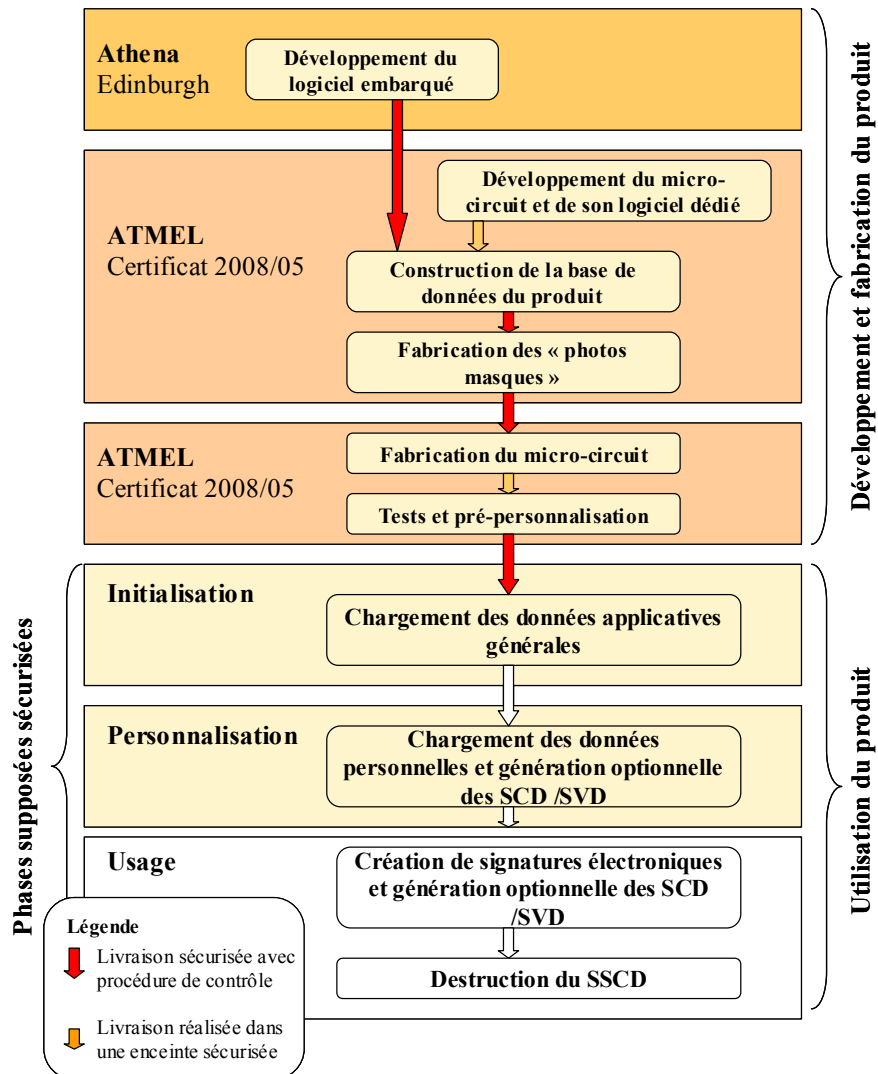 Athena
Edinburgh
Développement du
logiciel embarqué
Développement du micro-
circuit et de son logiciel dédié
ATMEL
Certificat 2008/05
Construction de la base de
données du produit
Fabrication des « photos
masques »
ATMEL
Certificat 2008/05
Fabrication du micro-circuit
Tests et pré-personnalisation
Développement et fabrication du produit
Initialisation
Chargement des données applicatives
générales
Personnalisation
Chargement des données
personnelles et génération optionnelle
des SCD /SVD
Usage
Création de signatures électroniques
et génération optionnelle des SCD
/SVD
Destruction du SSCD
Phases supposées sécurisées
Utilisation du produit
Légende
Livraison sécurisée avec
procédure de contrôle
Livraison réalisée dans
une enceinte sécurisée